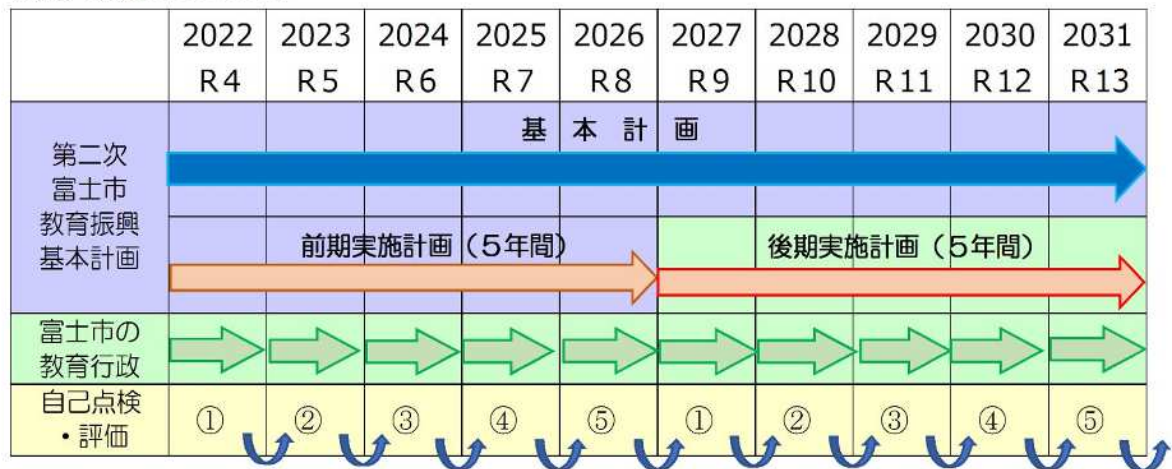 2022 2023 2024 2025 2026 2027 2028 2029 2030 2031
R4 R5 R6 R7 R8 R9 R10 R11 R12 R13
第二次
富士市
教育振興
基本計画
基本計画
前期実施計画（5年間） 後期実施計画（5年間）
富士市の
教育行政
自己点検
・評価
① ② ③ ④ ⑤ ① ② ③ ④ ⑤